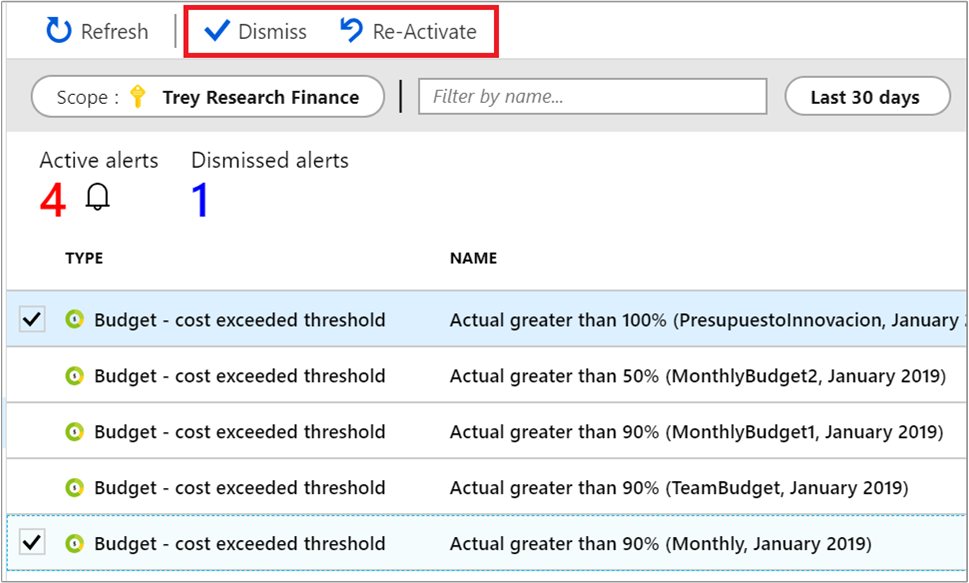 Refresh Dismiss Re-Activate
Scope : Trey Research Finance Filter by name... Last 30 days
Active alerts Dismissed alerts
4 1
TYPE NAME
Budget - cost exceeded threshold Actual greater than 100% (PresupuestoInnovacion, January
Budget - cost exceeded threshold Actual greater than 50% (MonthlyBudget2, January 2019)
Budget - cost exceeded threshold Actual greater than 90% (MonthlyBudget1, January 2019)
Budget - cost exceeded threshold Actual greater than 90% (TeamBudget, January 2019)
Budget - cost exceeded threshold Actual greater than 90% (Monthly, January 2019)